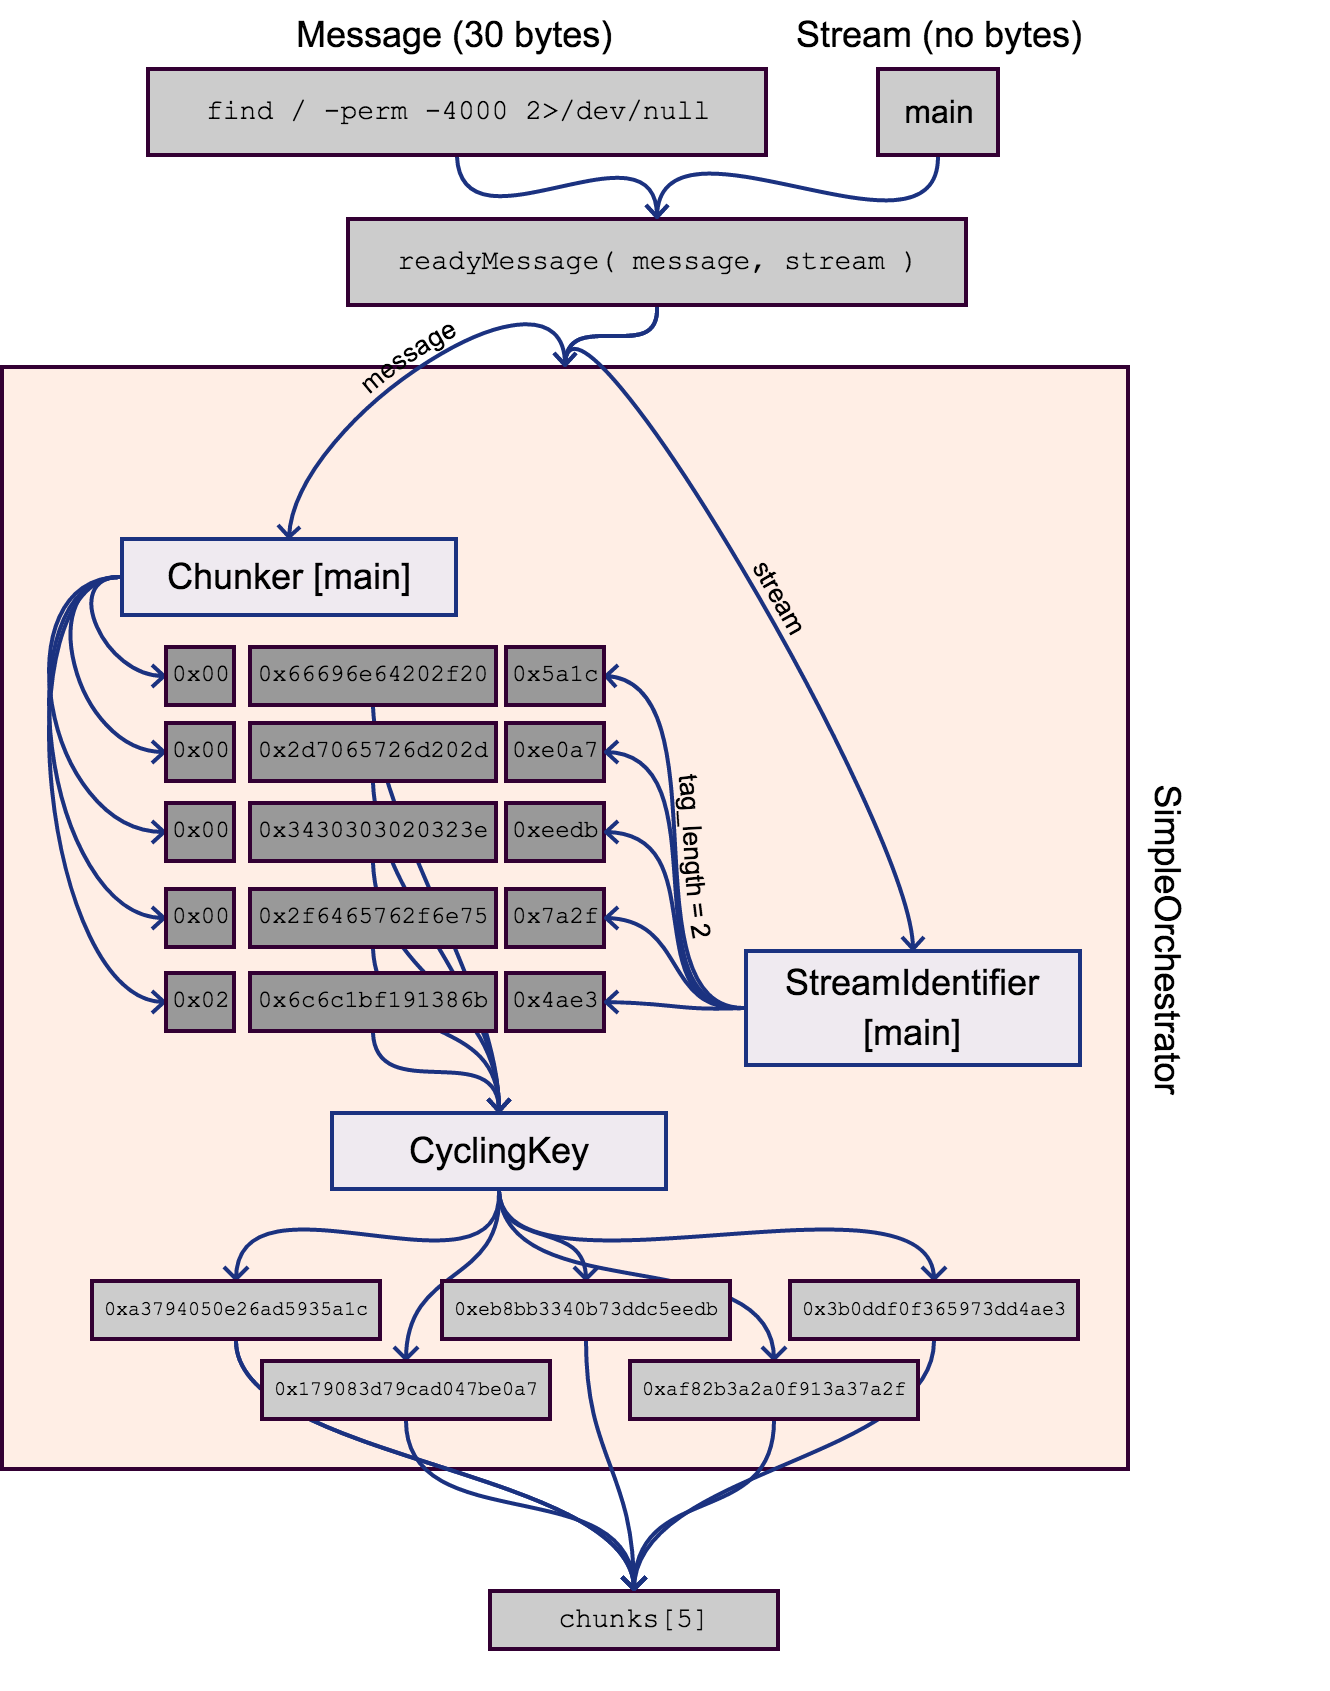 Message (30 bytes)
Stream (no bytes)
find / -perm -4000 2>/dev/null
main
readyMessage( message, stream )
message
stream
Chunker [main]
0x00 0x66696e64202f20 0x5a1c
0x00 0x2d7065726d202d 0xe0a7
0x00 0x3430303020323e 0xeedb
0x00 0x2f6465762f6e75 0x7a2f
0x02 0x6c6c1bf191386b 0x4ae3
tag_length = 2
StreamIdentifier
[main]
SimpleOrchestrator
CyclingKey
0xa3794050e26ad5935a1c
0xeb8bb3340b73ddc5eedb
0x3b0ddf0f365973dd4ae3
0x179083d79cad047be0a7
0xaf82b3a2a0f913a37a2f
chunks[5]